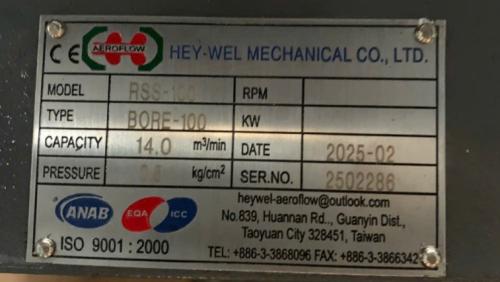 CE AEROFLOW HEY-WEL MECHANICAL CO., LTD.
MODEL RSS-100 RPM
TYPE BORE-100 KW
CAPACITY 14.0 m³/min DATE 2025-02
PRESSURE kg/cm² SER.NO. 2502286
ANAB EQA ICC
heywel-aeroflow@outlook.com
No.839, Huannan Rd.., Guanyin Dist.,
Taoyuan City 328451, Taiwan
ISO 9001 : 2000
TEL: +886-3-3868096 FAX: +886-3-3866342